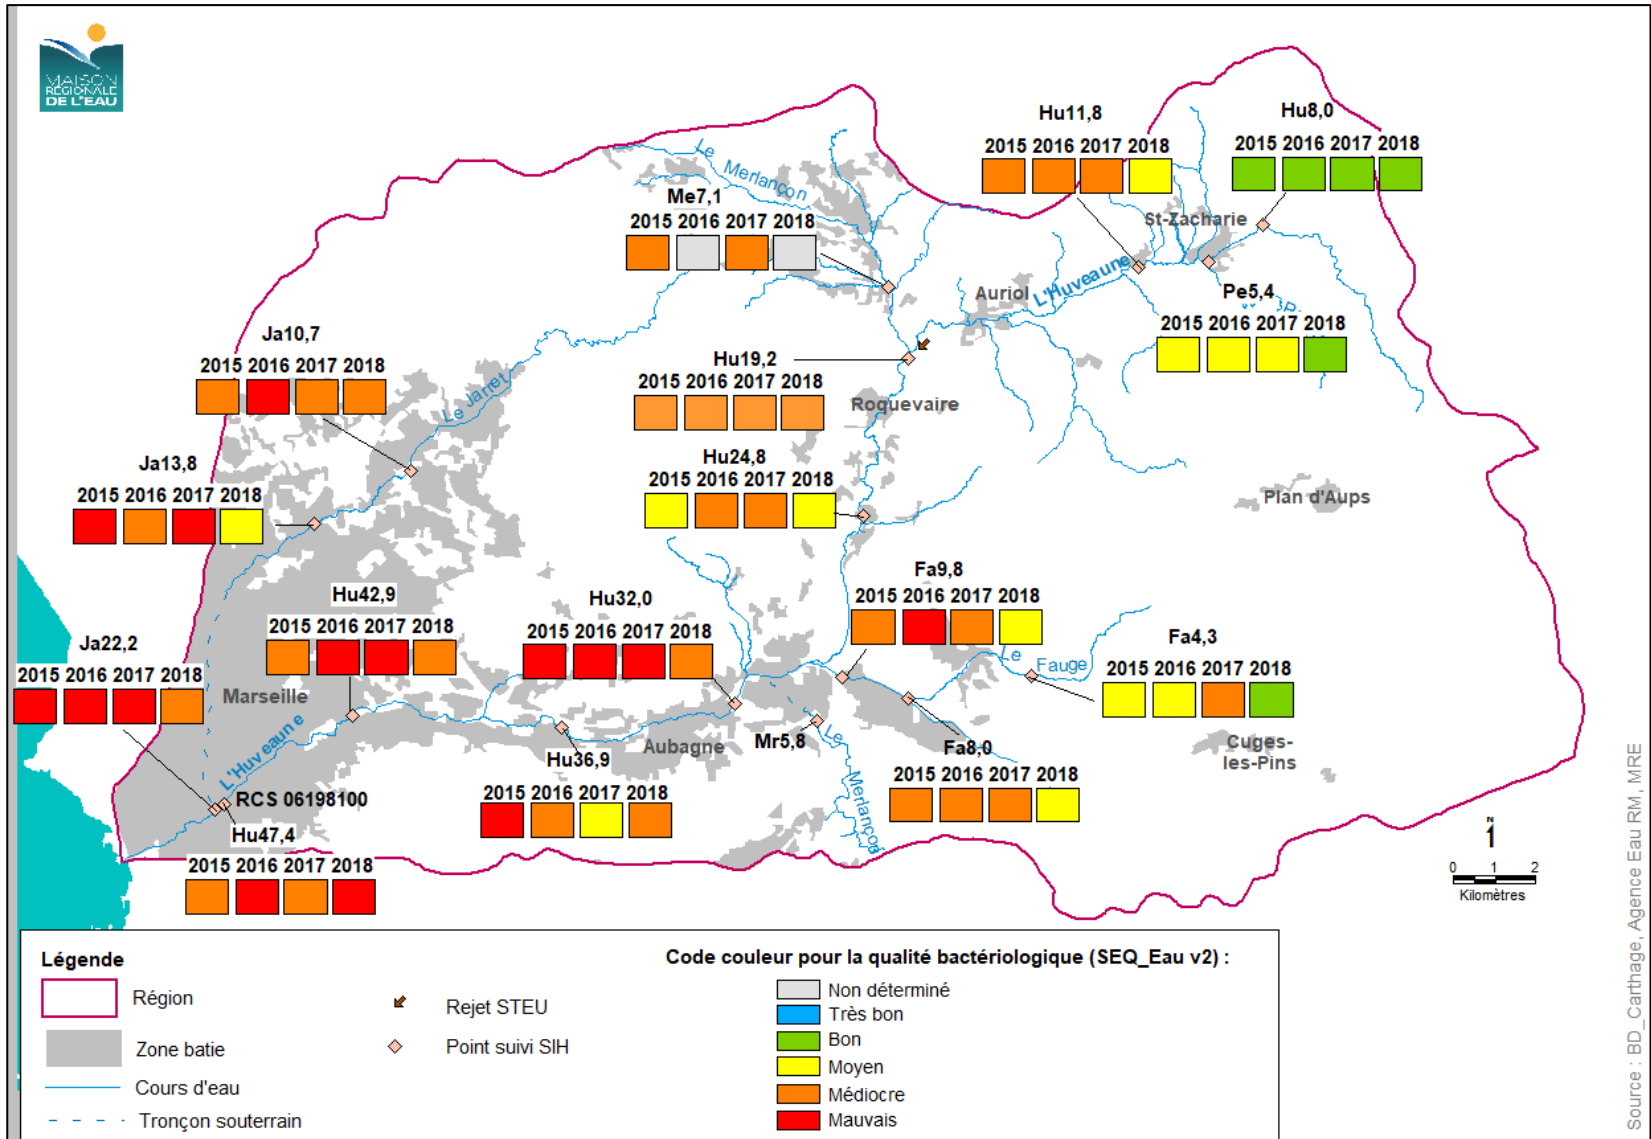 MAISON
RÉGIONALE
DE L'EAU
Hu11,8
2015 2016 2017 2018
Hu8,0
2015 2016 2017 2018
Le Merlançon
Me7,1
2015 2016 2017 2018
St-Zacharie
L'Huveaune
Auriol
Pe5,4
2015 2016 2017 2018
Ja10,7
2015 2016 2017 2018
Le Jarret
Hu19,2
2015 2016 2017 2018
Roquevaire
Ja13,8
2015 2016 2017 2018
Hu24,8
2015 2016 2017 2018
Plan d'Aups
Hu42,9
2015 2016 2017 2018
Hu32,0
2015 2016 2017 2018
Fa9,8
2015 2016 2017 2018
Le Fauge
Fa4,3
2015 2016 2017 2018
Ja22,2
2015 2016 2017 2018
Marseille
L'Huveaune
RCS 06198100
Hu47,4
2015 2016 2017 2018
Hu36,9
2015 2016 2017 2018
Aubagne
Mr5,8
Le Merlançon
Fa8,0
2015 2016 2017 2018
Cuges-
les-Pins
N
0 1 2
Kilomètres
Légende
Région
Zone batie
Cours d'eau
Tronçon souterrain
Rejet STEU
Point suivi SIH
Code couleur pour la qualité bactériologique (SEQ_Eau v2) :
Non déterminé
Très bon
Bon
Moyen
Médiocre
Mauvais
Source : BD_Carthage, Agence Eau RM, MRE